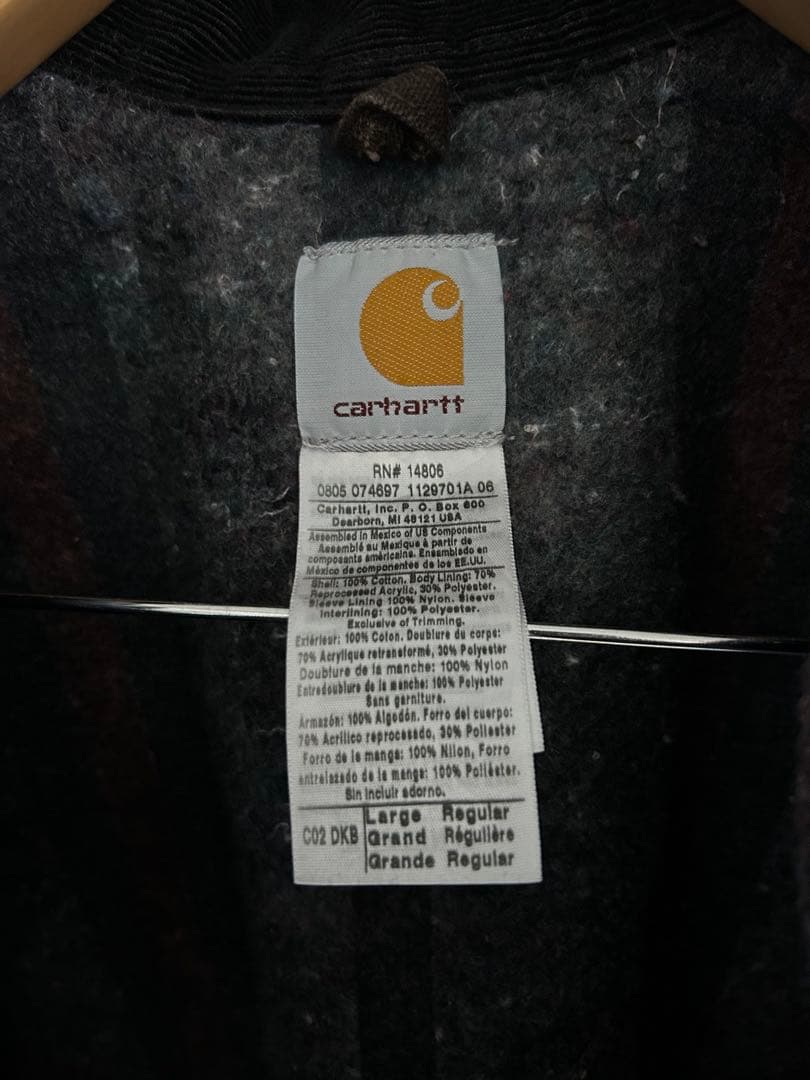 carhartt
RN# 14806
0805 074697 1129701A 06
Carhartt, Inc. P. O. Box 600
Dearborn, MI 48121 USA
Assembled in Mexico of US Components
Assemblé au Mexique à partir de
composants américains. Ensamblado en
México de componentes de los EE.UU.
Shell: 100% Cotton. Body Lining: 70%
Reprocessed Acrylic, 30% Polyester.
Sleeve Lining 100% Nylon. Sleeve
Interlining: 100% Polyester.
Exclusive of Trimming.
Extérieur: 100% Coton. Doublure du corps:
70% Acrylique retransformé, 30% Polyester
Doublure de la manche: 100% Nylon
Entredoublure de la manche: 100% Polyester
Sans garniture.
Armazón: 100% Algodón. Forro del cuerpo:
70% Acrílico reprocesado, 30% Poliester
Forro de la manga: 100% Nilon, Forro
entrelazado de la manga: 100% Poliéster.
Sin incluir adorno.
C02 DKB Large Regular
Grand Régulière
Grande Regular